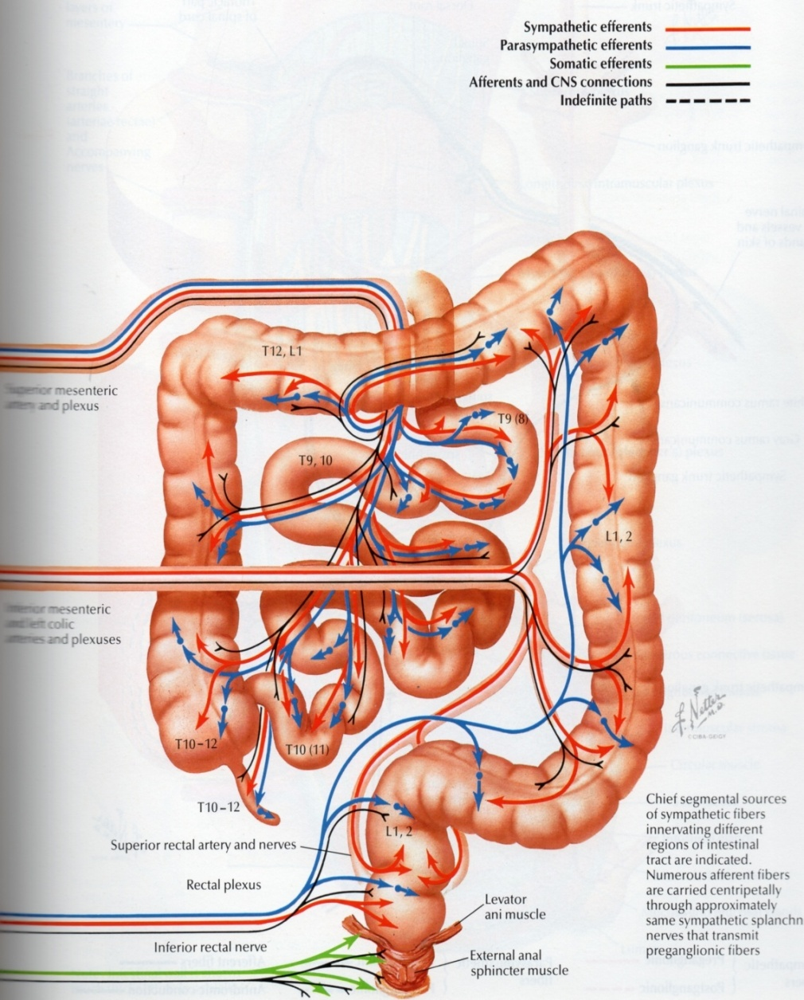 Sympathetic efferents
Parasympathetic efferents
Somatic efferents
Afferents and CNS connections
Indefinite paths
T12, L1
Superior mesenteric
artery and plexus
T9 (8)
T9, 10
L1, 2
mesenteric
left colic
arteries and plexuses
T10–12
T10 (11)
F. Netter M.D.
© CIBA-GEIGY
T10–12
L1, 2
Superior rectal artery and nerves
Rectal plexus
Levator
ani muscle
Inferior rectal nerve
External anal
sphincter muscle
Chief segmental sources
of sympathetic fibers
innervating different
regions of intestinal
tract are indicated.
Numerous afferent fibers
are carried centripetally
through approximately
same sympathetic splanchn
nerves that transmit
preganglionic fibers